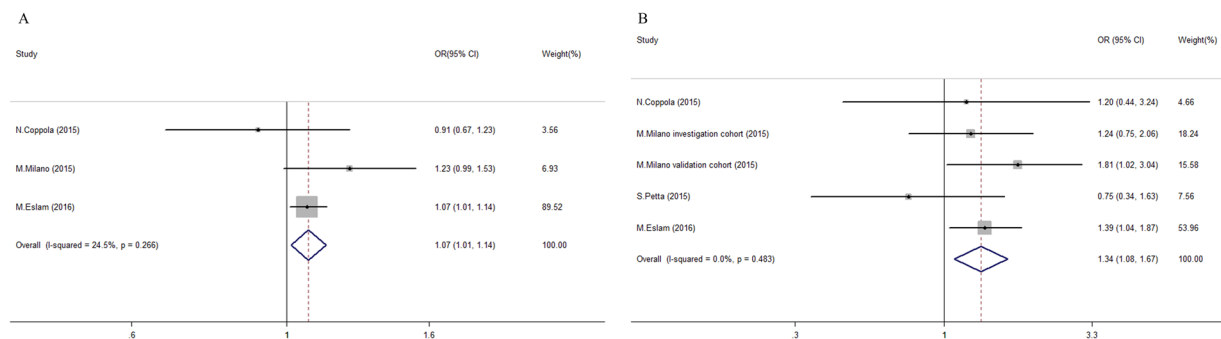 A
Study OR(95% CI) Weight(%)
N.Coppola (2015) 0.91 (0.67, 1.23) 3.56
M.Milano (2015) 1.23 (0.99, 1.53) 6.93
M.Eslam (2016) 1.07 (1.01, 1.14) 89.52
Overall (I-squared = 24.5%, p = 0.266) 1.07 (1.01, 1.14) 100.00
.6 1 1.6
B
Study OR (95% CI) Weight(%)
N.Coppola (2015) 1.20 (0.44, 3.24) 4.66
M.Milano investigation cohort (2015) 1.24 (0.75, 2.06) 18.24
M.Milano validation cohort (2015) 1.81 (1.02, 3.04) 15.58
S.Petta (2015) 0.75 (0.34, 1.63) 7.56
M.Eslam (2016) 1.39 (1.04, 1.87) 53.96
Overall (I-squared = 0.0%, p = 0.483) 1.34 (1.08, 1.67) 100.00
.3 1 3.3